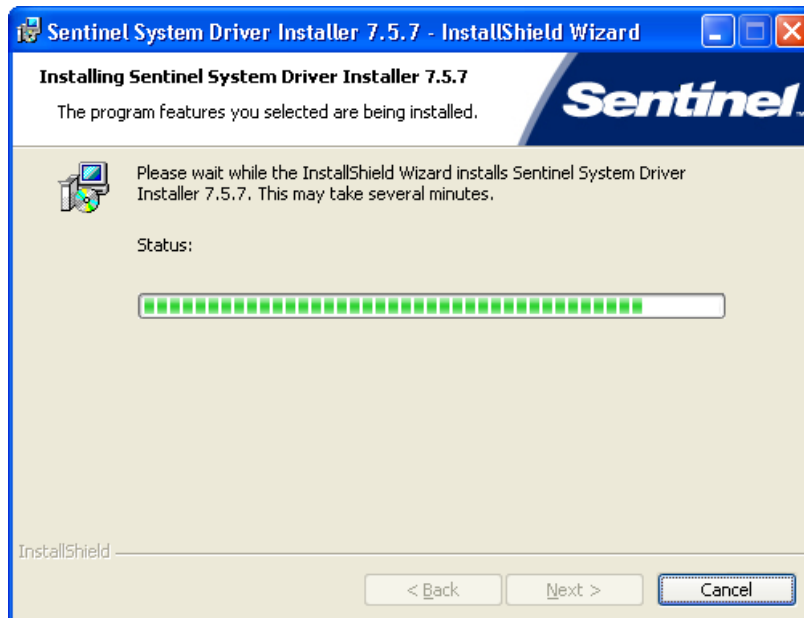 Sentinel System Driver Installer 7.5.7 - InstallShield Wizard
Installing Sentinel System Driver Installer 7.5.7
The program features you selected are being installed.
Sentinel
Please wait while the InstallShield Wizard installs Sentinel System Driver
Installer 7.5.7. This may take several minutes.
Status:
InstallShield
< Back
Next >
Cancel